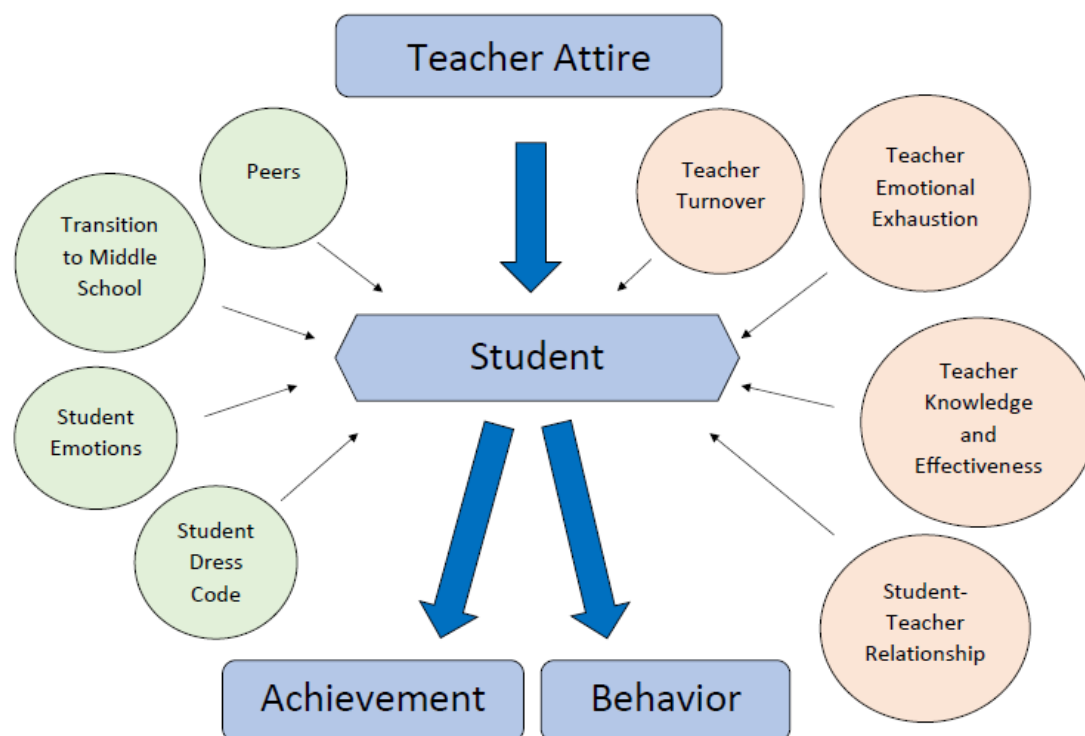 Teacher Attire
Peers
Transition
to Middle
School
Student
Emotions
Student
Dress
Code
Teacher
Turnover
Teacher
Emotional
Exhaustion
Student
Teacher
Knowledge
and
Effectiveness
Student-
Teacher
Relationship
Achievement
Behavior